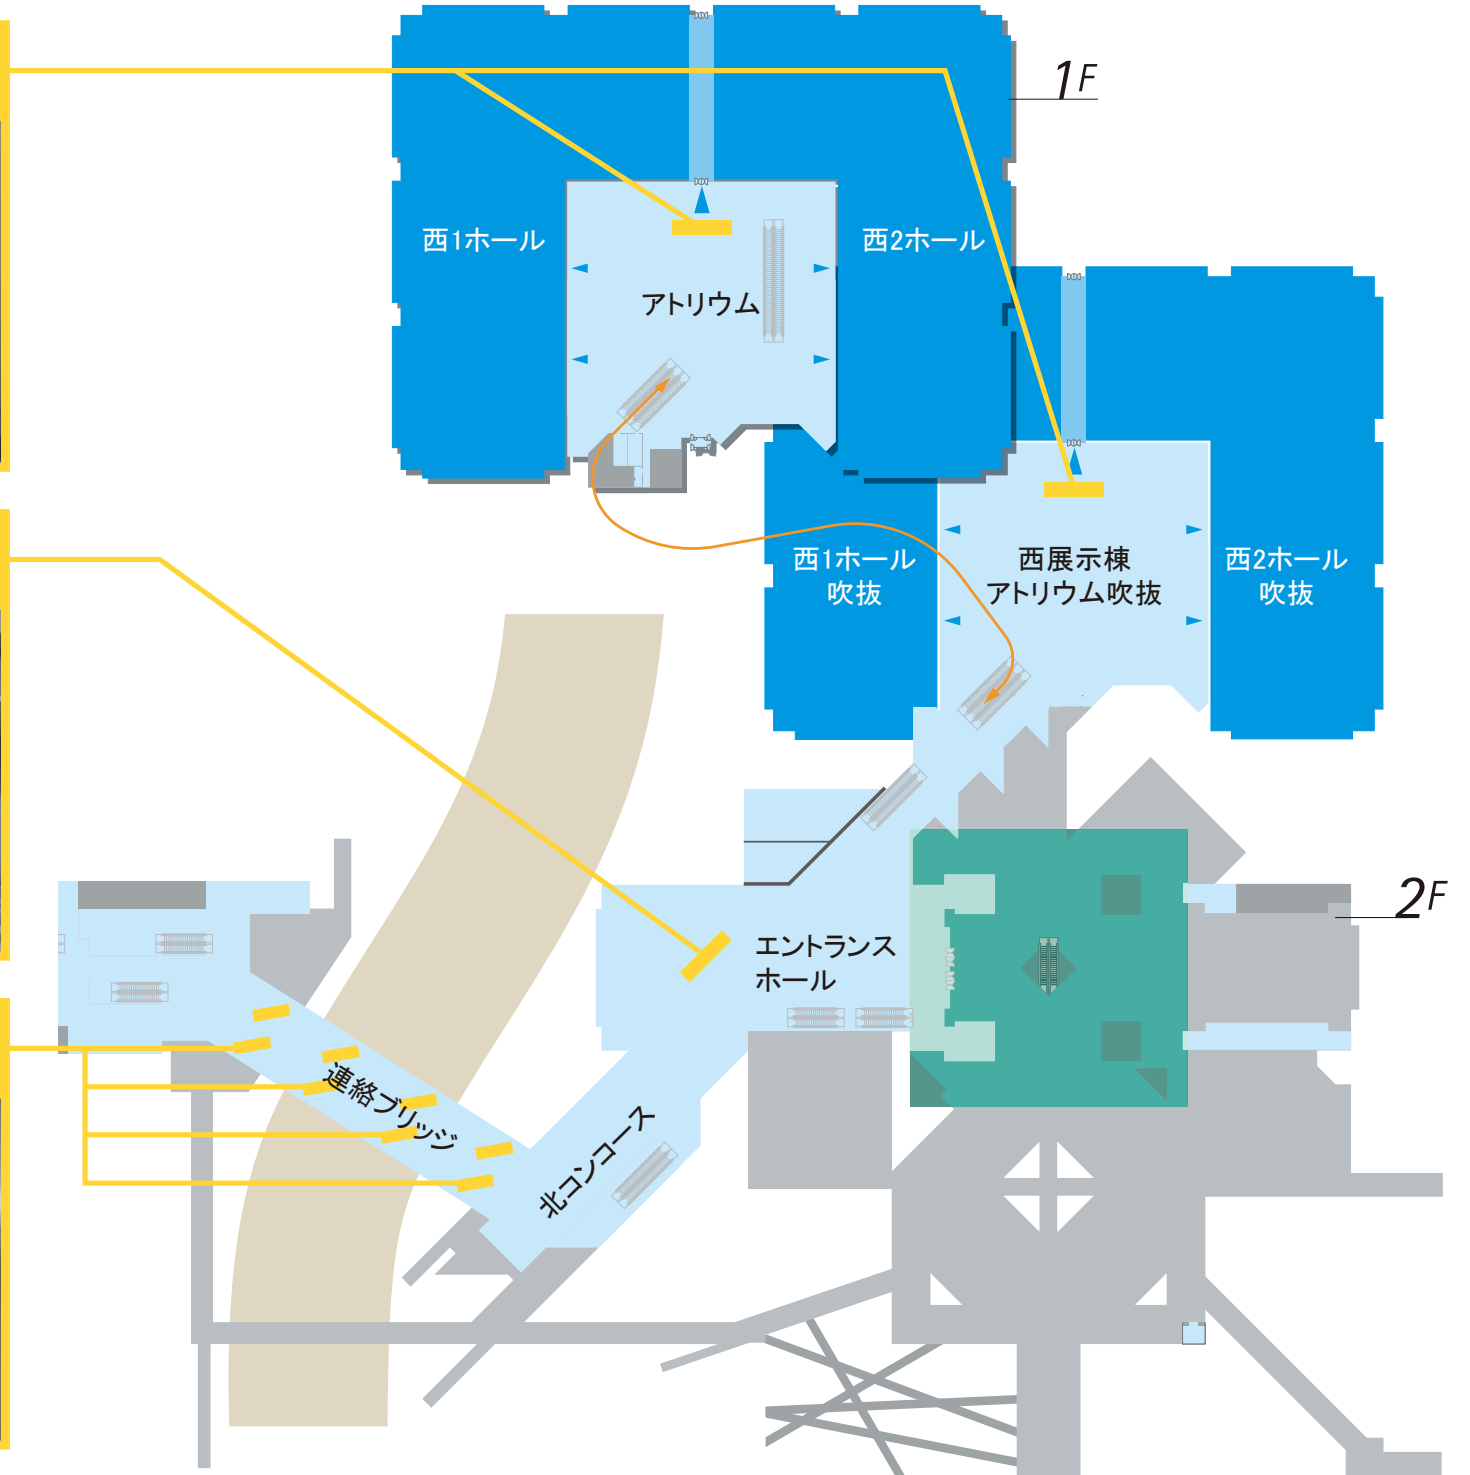 1F
西1ホール
西2ホール
アトリウム
西1ホール
吹抜
西展示棟
アトリウム吹抜
西2ホール
吹抜
2F
エントランス
ホール
連絡ブリッジ
北コンコース